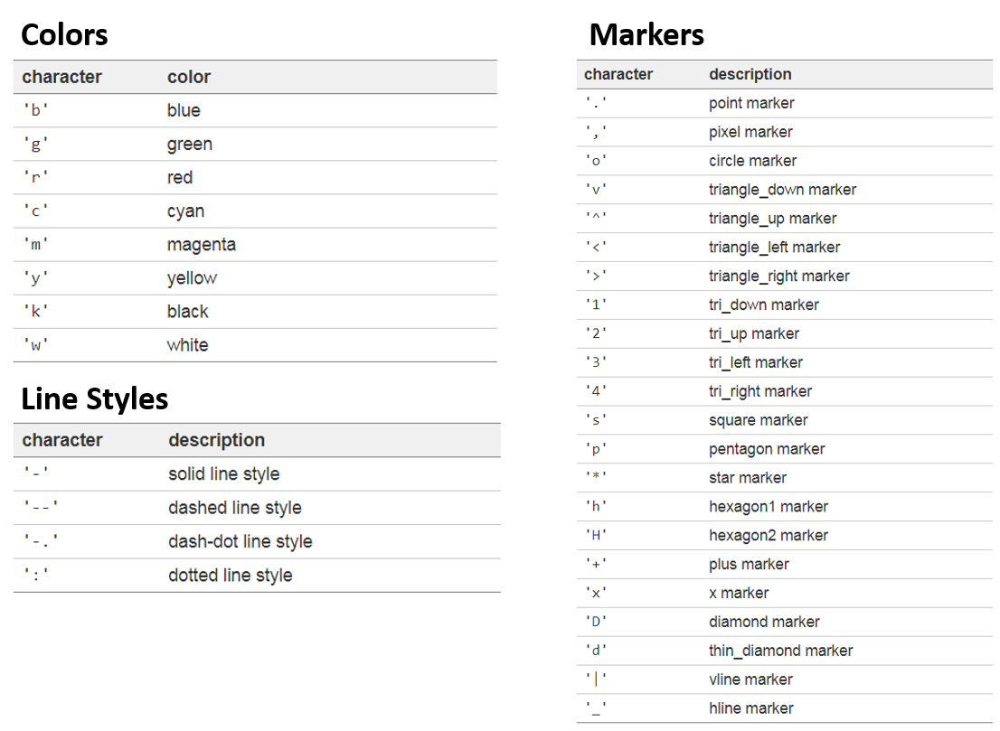 Colors
character color
'b' blue
'g' green
'r' red
'c' cyan
'm' magenta
'y' yellow
'k' black
'w' white
Line Styles
character description
'-' solid line style
'--' dashed line style
'-.' dash-dot line style
':' dotted line style
Markers
character description
'.' point marker
',' pixel marker
'o' circle marker
'v' triangle_down marker
'^' triangle_up marker
'<' triangle_left marker
'>' triangle_right marker
'1' tri_down marker
'2' tri_up marker
'3' tri_left marker
'4' tri_right marker
's' square marker
'p' pentagon marker
'*' star marker
'h' hexagon1 marker
'H' hexagon2 marker
'+' plus marker
'x' x marker
'D' diamond marker
'd' thin_diamond marker
'|' vline marker
'_' hline marker